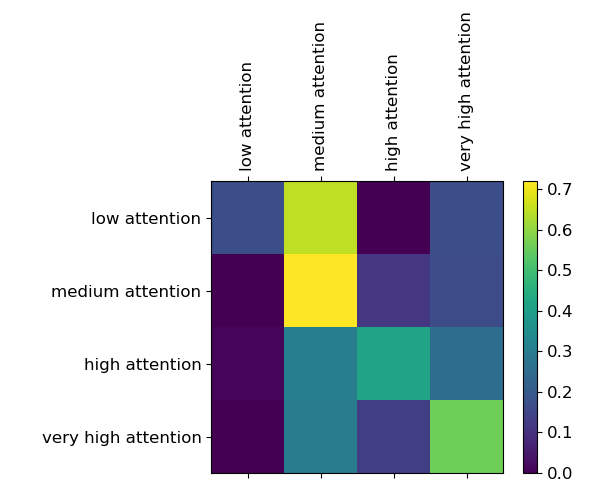 low attention
medium attention
high attention
very high attention
low attention
medium attention
high attention
very high attention
0.7
0.6
0.5
0.4
0.3
0.2
0.1
0.0